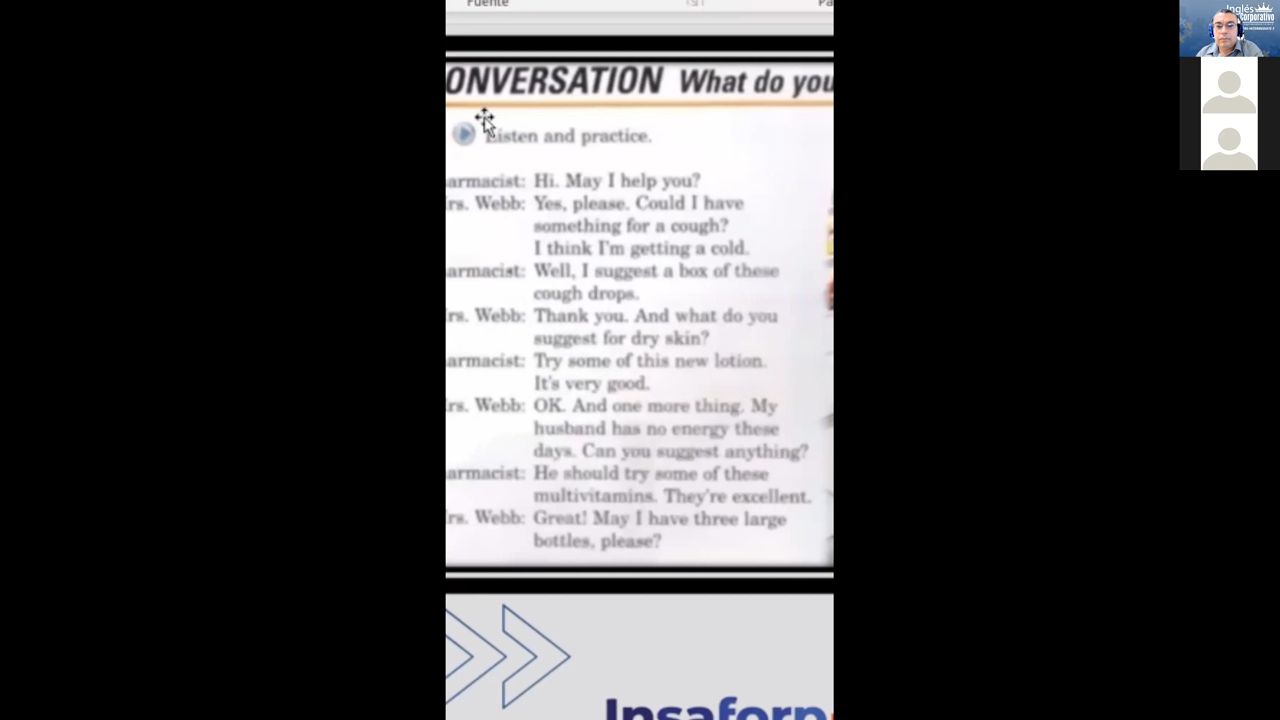 Fuente
Pa
ONVERSATION What do you
Listen and practice.
armacist: Hi. May I help you?
rs. Webb: Yes, please. Could I have
something for a cough?
I think I'm getting a cold.
armacist: Well, I suggest a box of these
cough drops.
rs. Webb: Thank you. And what do you
suggest for dry skin?
armacist: Try some of this new lotion.
It's very good.
rs. Webb: OK. And one more thing. My
husband has no energy these
days. Can you suggest anything?
armacist: He should try some of these
multivitamins. They're excellent.
rs. Webb: Great! May I have three large
bottles, please?
Insaforp
Inglés
Corporativo